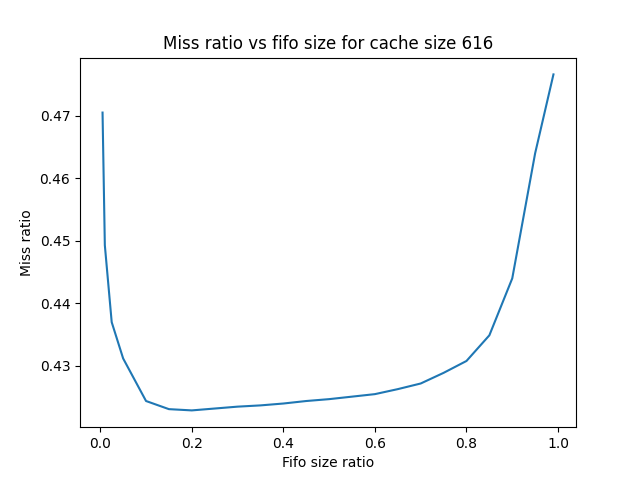 Miss ratio vs fifo size for cache size 616
0.47
0.46
0.45
0.44
0.43
Miss ratio
0.0 0.2 0.4 0.6 0.8 1.0
Fifo size ratio